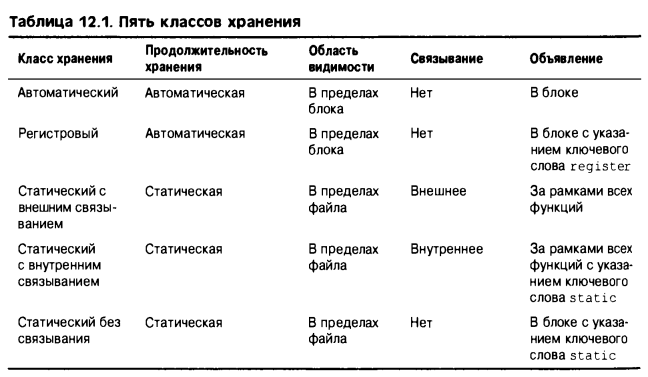 Таблица 12.1. Пять классов хранения
Класс хранения Продолжительность хранения Область видимости Связывание Объявление
Автоматический Автоматическая В пределах блока Нет В блоке
Регистровый Автоматическая В пределах блока Нет В блоке с указанием ключевого слова register
Статический с внешним связыванием Статическая В пределах файла Внешнее За рамками всех функций
Статический с внутренним связыванием Статическая В пределах файла Внутреннее За рамками всех функций с указанием ключевого слова static
Статический без связывания Статическая В пределах файла Нет В блоке с указанием ключевого слова static